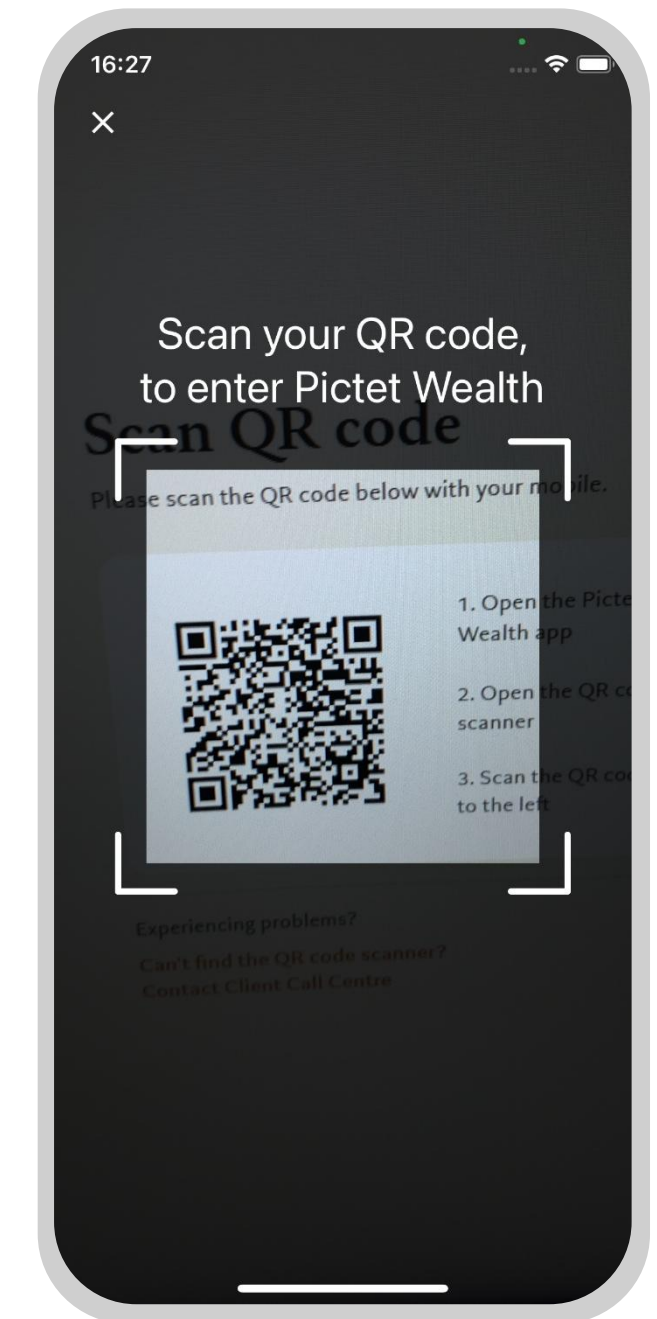 16:27
Scan your QR code,
to enter Pictet Wealth
Scan QR code
Please scan the QR code below with your mobile.
1. Open the Picte
Wealth app
2. Open the QR co
scanner
3. Scan the QR cod
to the left
Experiencing problems?
Can't find the QR code scanner?
Contact Client Call Centre